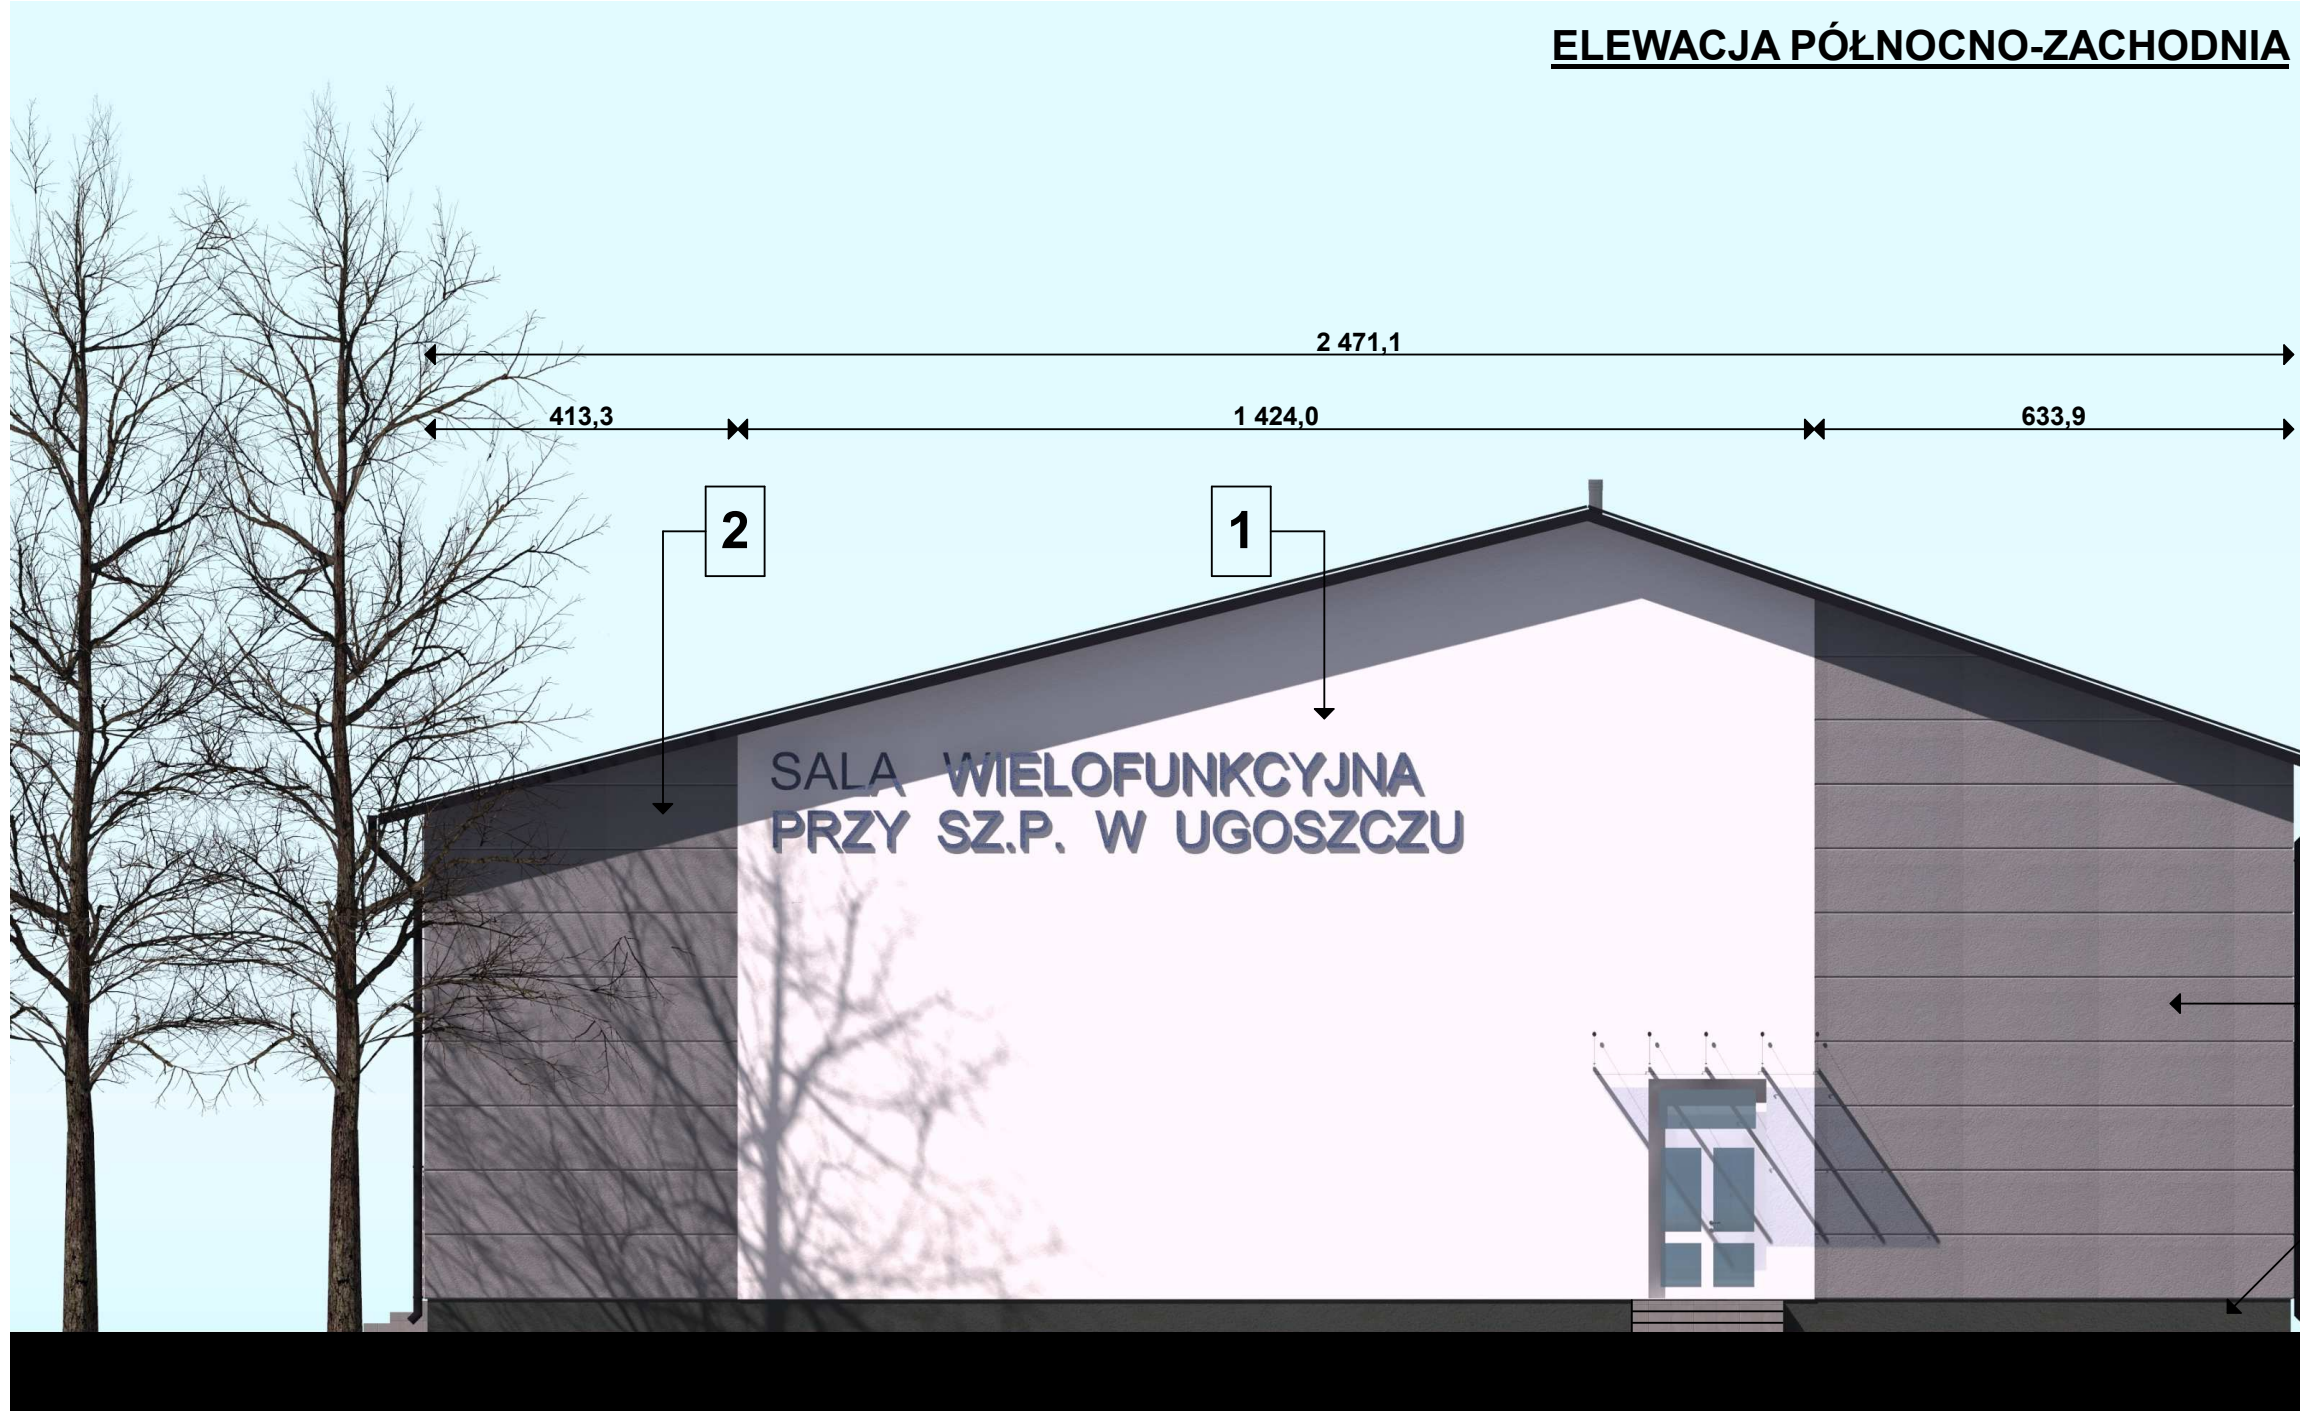 ELEWACJA PÓŁNOCNO-ZACHODNIA
2 471,1
413,3
1 424,0
633,9
2
1
SALA WIELOFUNKCYJNA
PRZY SZ.P. W UGOSZCZU